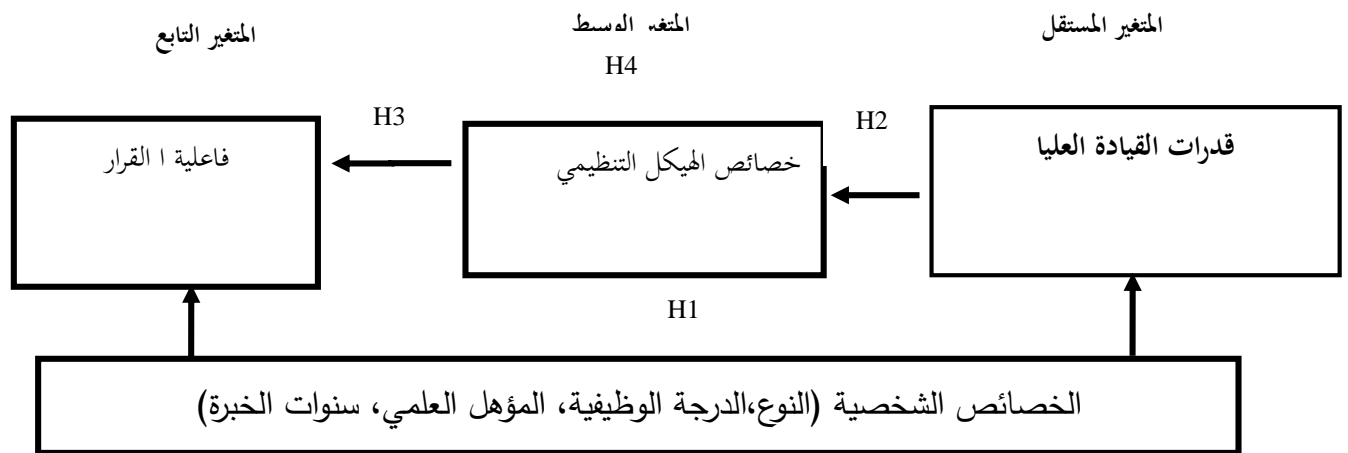 المتغير المستقل
المتغير الوسط
المتغير التابع
H4
H2
H3
قدرات القيادة العليا
خصائص الهيكل التنظيمي
فاعلية ا القرار
H1
الخصائص الشخصية (النوع،الدرجة الوظيفية، المؤهل العلمي، سنوات الخبرة)